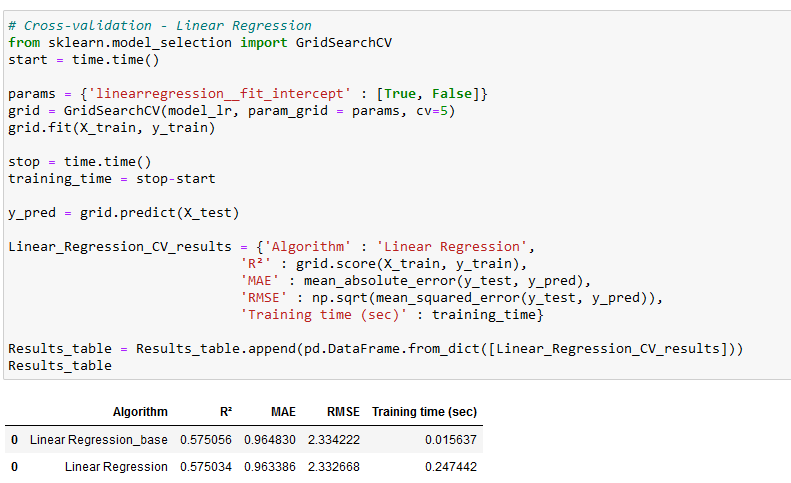 # Cross-validation - Linear Regression
from sklearn.model_selection import GridSearchCV
start = time.time()
params = {'linearregression__fit_intercept' : [True, False]}
grid = GridSearchCV(model_lr, param_grid = params, cv=5)
grid.fit(X_train, y_train)
stop = time.time()
training_time = stop-start
y_pred = grid.predict(X_test)
Linear_Regression_CV_results = {'Algorithm' : 'Linear Regression',
'R²' : grid.score(X_train, y_train),
'MAE' : mean_absolute_error(y_test, y_pred),
'RMSE' : np.sqrt(mean_squared_error(y_test, y_pred)),
'Training time (sec)' : training_time}
Results_table = Results_table.append(pd.DataFrame.from_dict([Linear_Regression_CV_results]))
Results_table
Algorithm R² MAE RMSE Training time (sec)
0 Linear Regression_base 0.575056 0.964830 2.334222 0.015637
0 Linear Regression 0.575034 0.963386 2.332668 0.247442